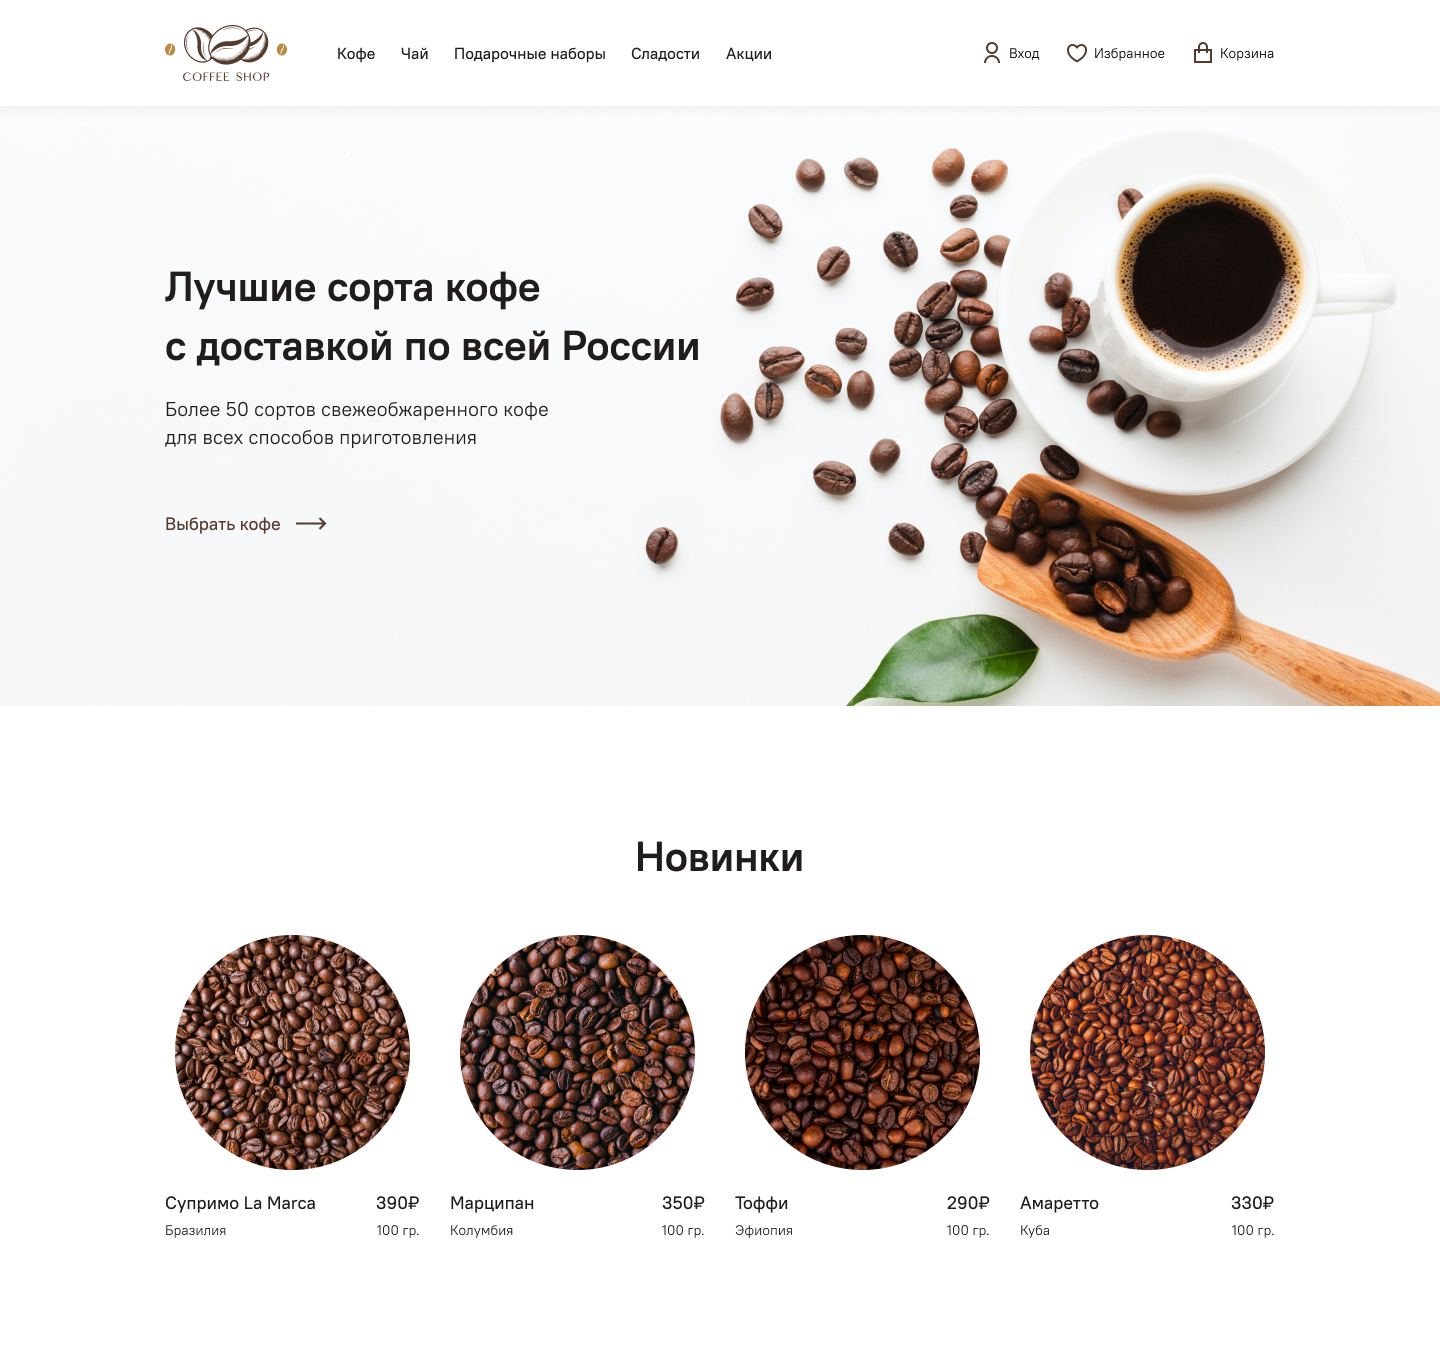 COFFEE SHOP
Кофе Чай Подарочные наборы Сладости Акции
Вход Избранное Корзина
Лучшие сорта кофе
с доставкой по всей России
Более 50 сортов свежеобжаренного кофе
для всех способов приготовления
Выбрать кофе
Новинки
Супримо La Marca 390₽
Бразилия 100 гр.
Марципан 350₽
Колумбия 100 гр.
Тоффи 290₽
Эфиопия 100 гр.
Амаретто 330₽
Куба 100 гр.